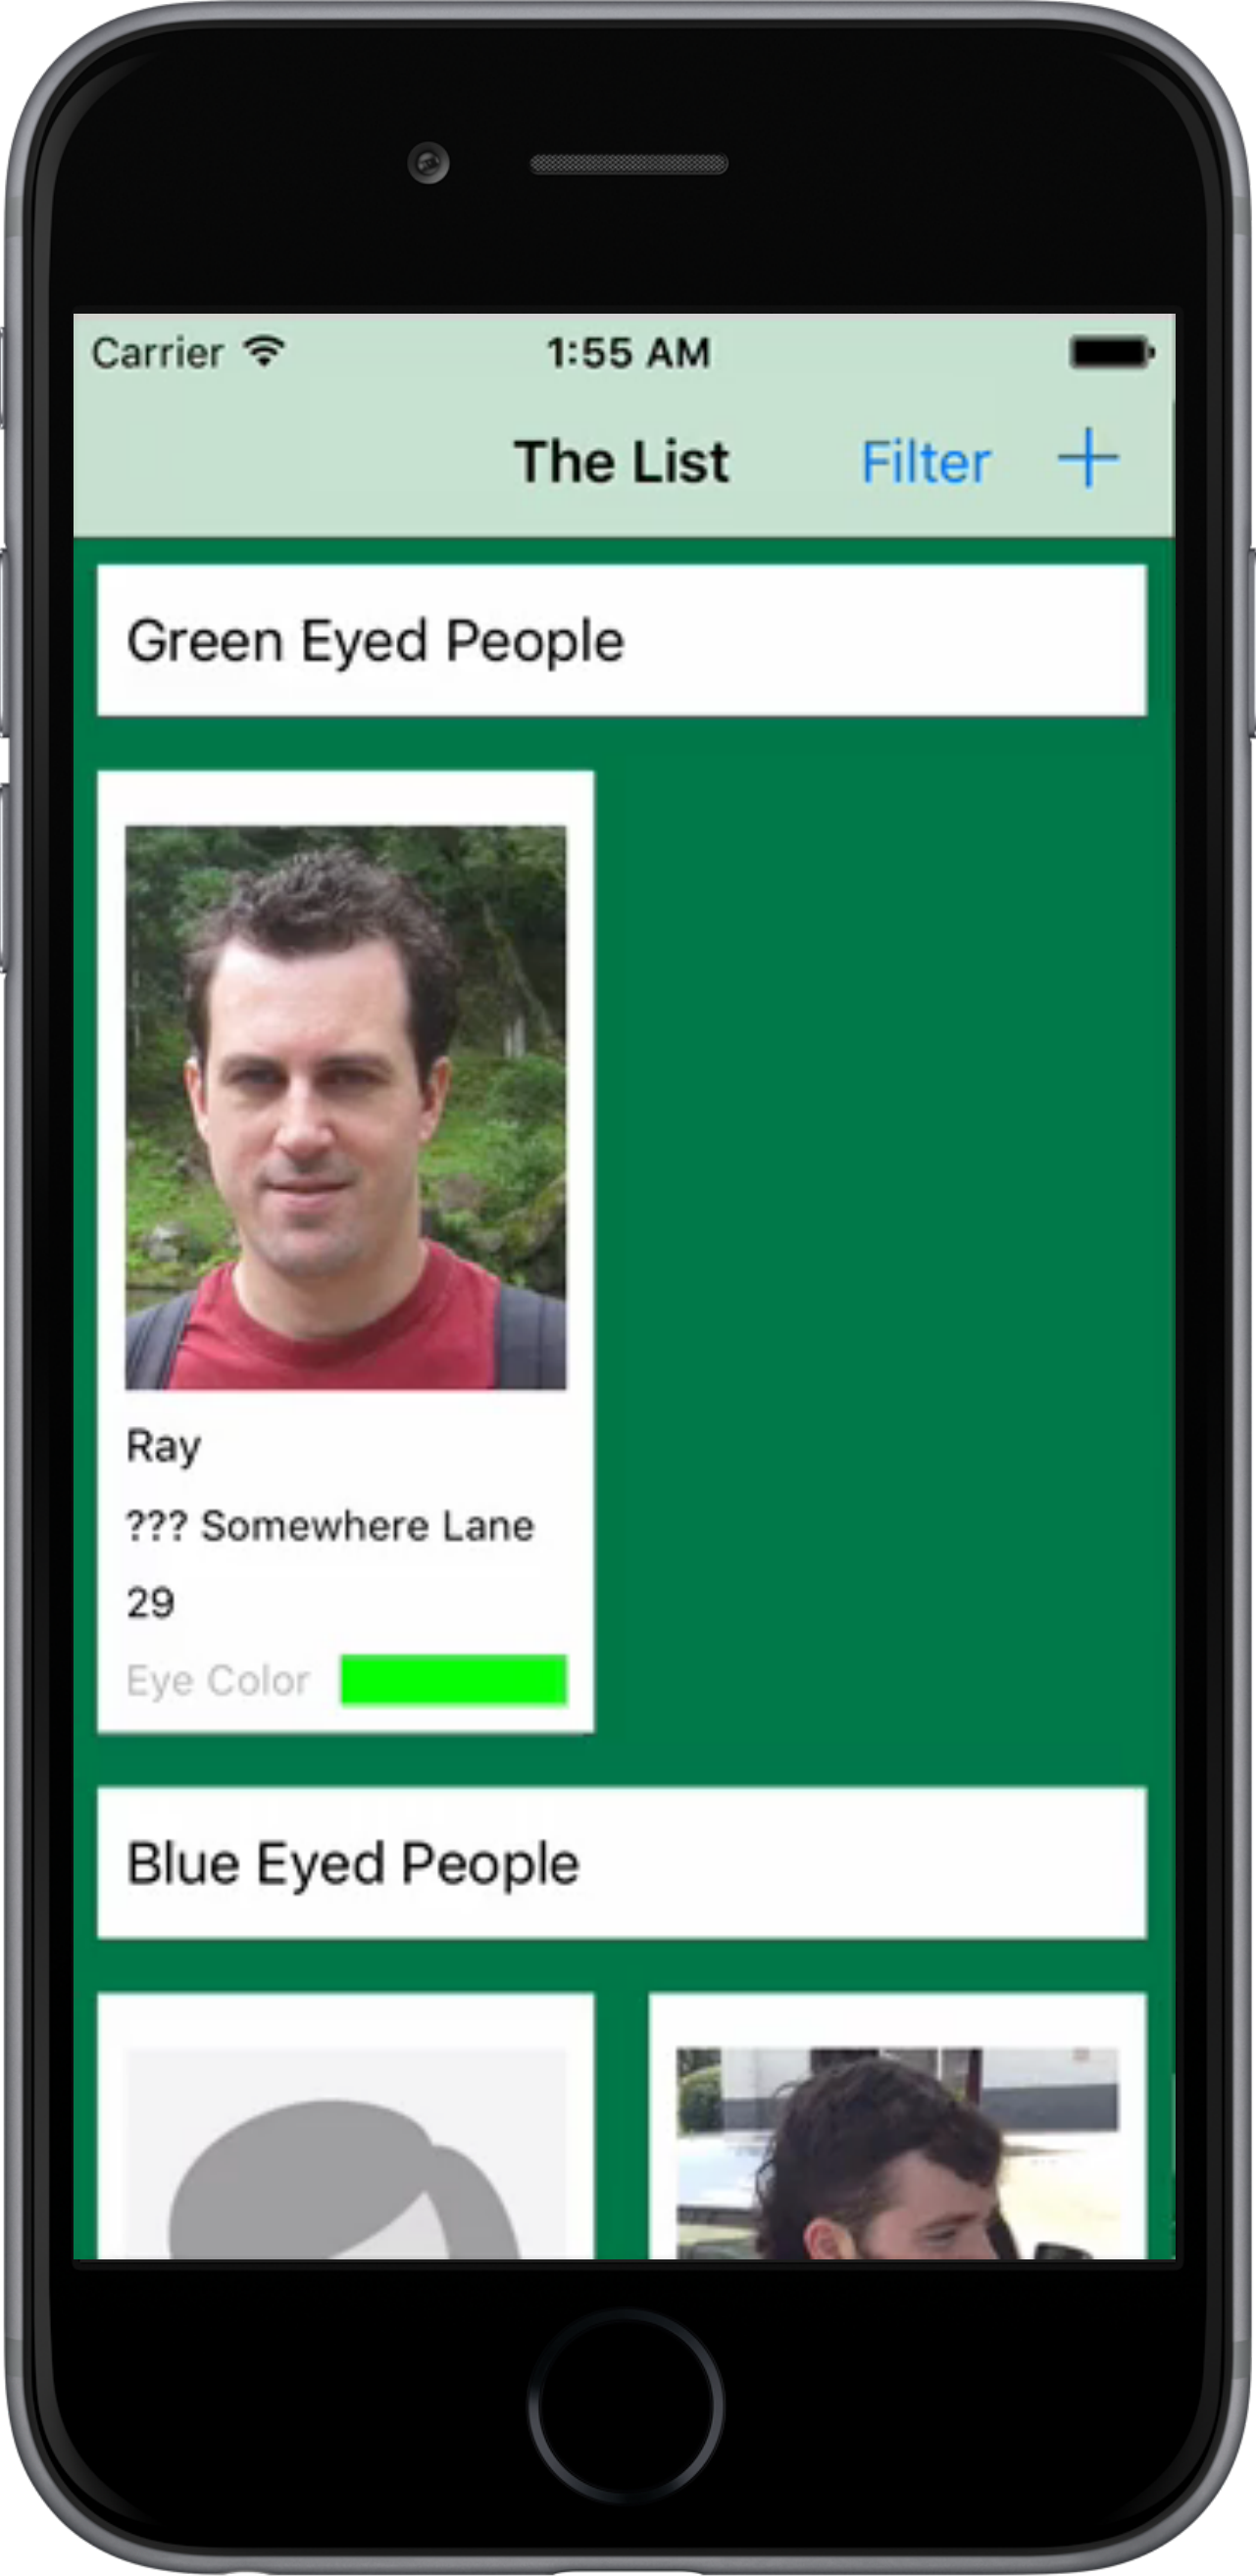 Carrier 1:55 AM
The List Filter +
Green Eyed People
Ray
??? Somewhere Lane
29
Eye Color
Blue Eyed People